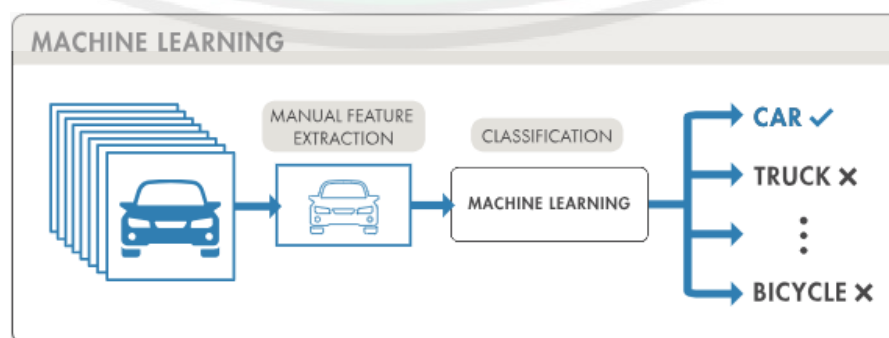 MACHINE LEARNING
MANUAL FEATURE
EXTRACTION
CLASSIFICATION
MACHINE LEARNING
CAR ✓
TRUCK ✕
⋮
BICYCLE ✕